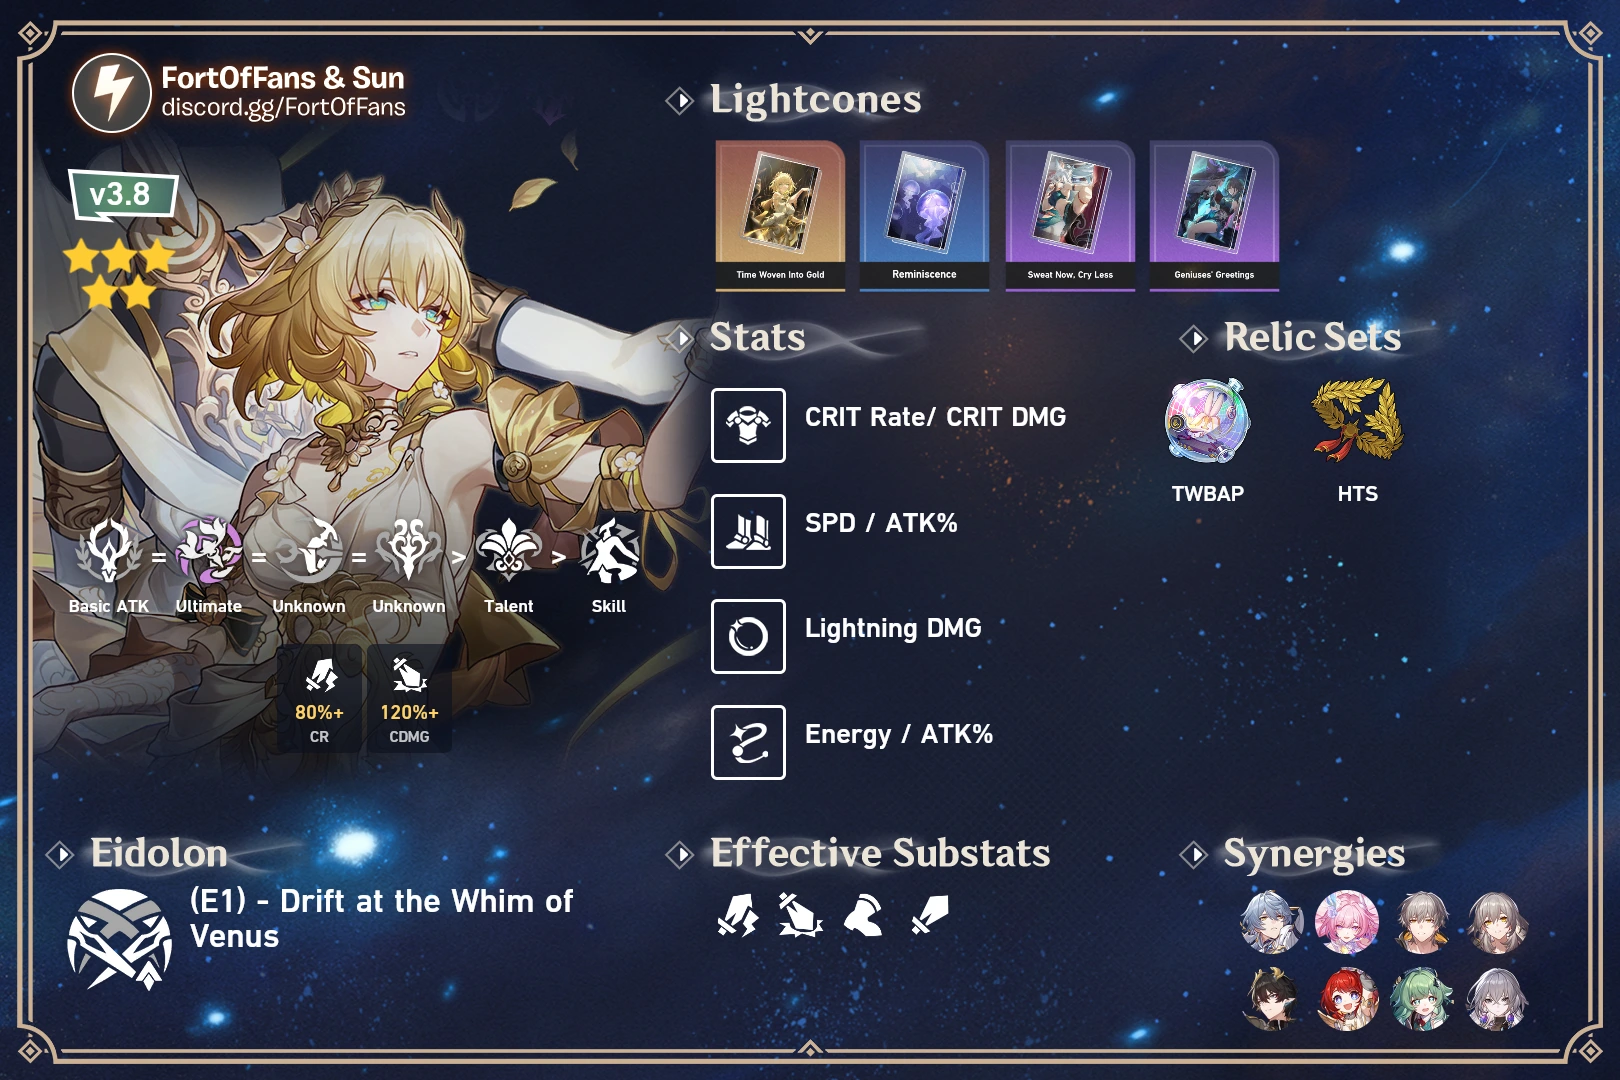 FortOfFans & Sun
discord.gg/FortOfFans
v3.8
Basic ATK = Ultimate = Unknown = Unknown > Talent > Skill
80%+ 120%+
CR CDMG
Eidolon
(E1) - Drift at the Whim of
Venus
Lightcones
Time Woven Into Gold
Reminiscence
Sweat Now, Cry Less
Geniuses' Greetings
Stats
CRIT Rate/ CRIT DMG
SPD / ATK%
Lightning DMG
Energy / ATK%
Relic Sets
TWBAP
HTS
Effective Substats
Synergies